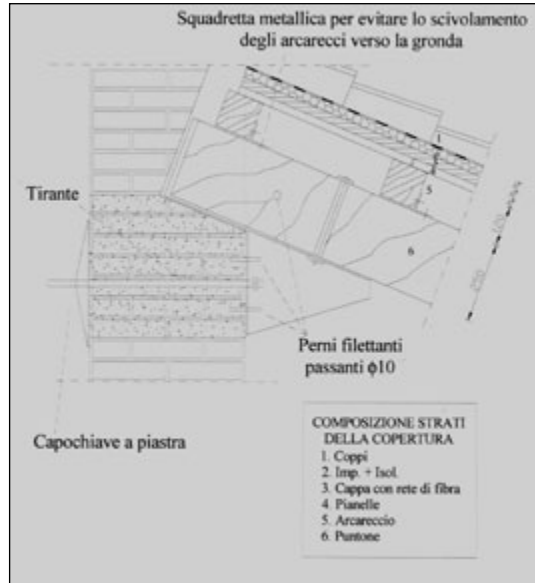 Squadretta metallica per evitare lo scivolamento
degli arcarecci verso la gronda
Tirante
1
5
6
120
250
Perni filettanti
passanti ϕ10
Capochiave a piastra
COMPOSIZIONE STRATI
DELLA COPERTURA
1. Coppi
2. Imp. + Isol.
3. Cappa con rete di fibra
4. Pianelle
5. Arcareccio
6. Puntone